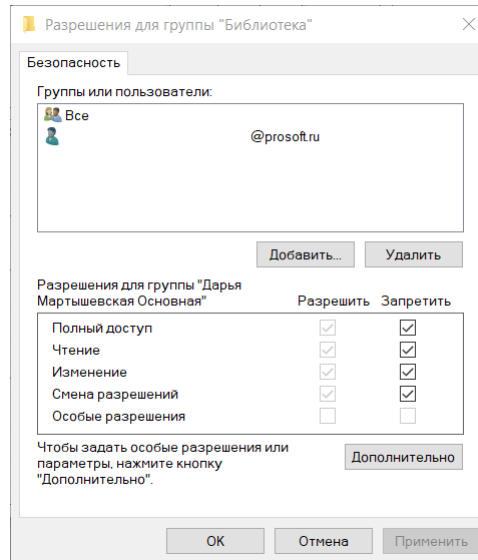 Разрешения для группы "Библиотека"
Безопасность
Группы или пользователи:
Все
@prosoft.ru
Добавить...
Удалить
Разрешения для группы "Дарья
Мартышевская Основная"
Разрешить Запретить
Полный доступ
Чтение
Изменение
Смена разрешений
Особые разрешения
Чтобы задать особые разрешения или
параметры, нажмите кнопку
"Дополнительно".
Дополнительно
OK
Отмена
Применить